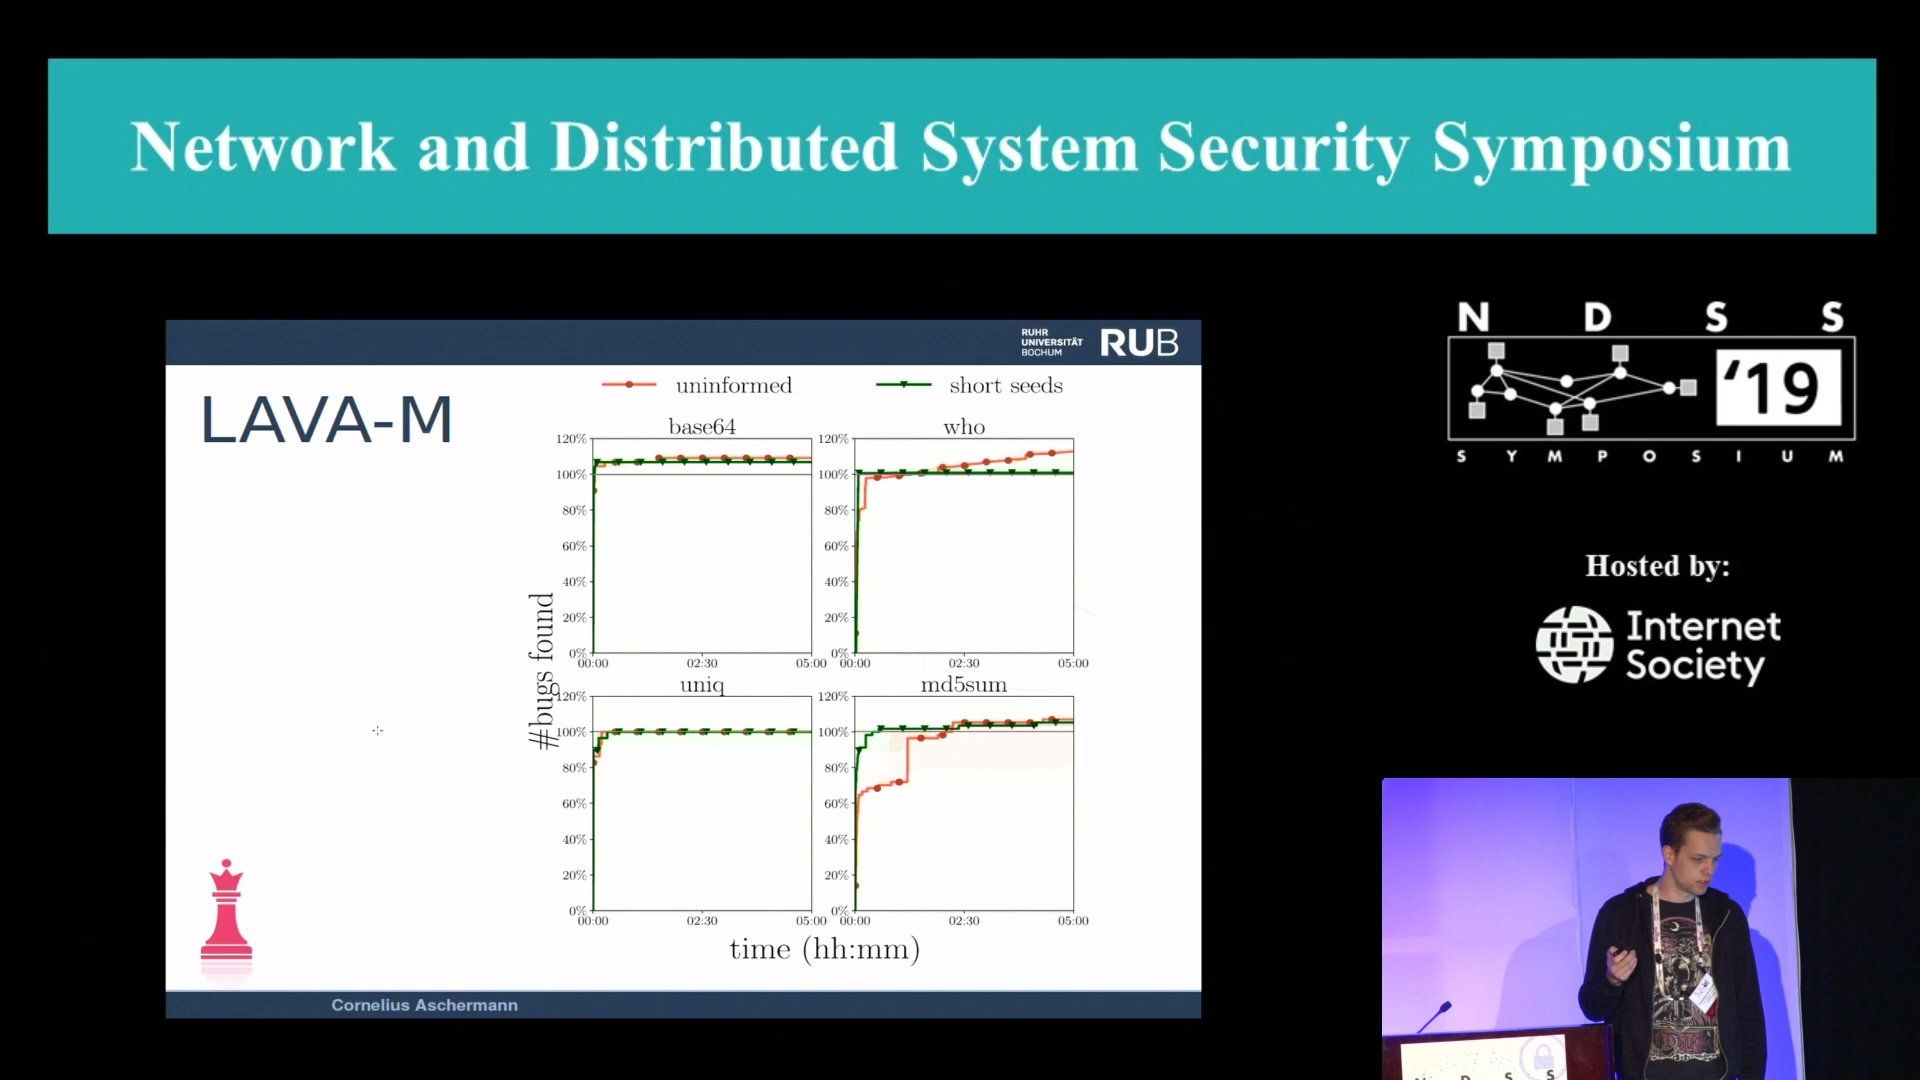 Network and Distributed System Security Symposium
RUHR
UNIVERSITÄT
BOCHUM
RUB
LAVA-M
uninformed
short seeds
base64
who
120%
100%
80%
60%
40%
20%
0%
00:00
02:30
05:00
120%
100%
80%
60%
40%
20%
0%
00:00
02:30
05:00
#bugs found
uniq
md5sum
120%
100%
80%
60%
40%
20%
0%
00:00
02:30
05:00
120%
100%
80%
60%
40%
20%
0%
00:00
02:30
05:00
time (hh:mm)
Cornelius Aschermann
N D S S
'19
S Y M P O S I U M
Hosted by:
Internet
Society
D S S